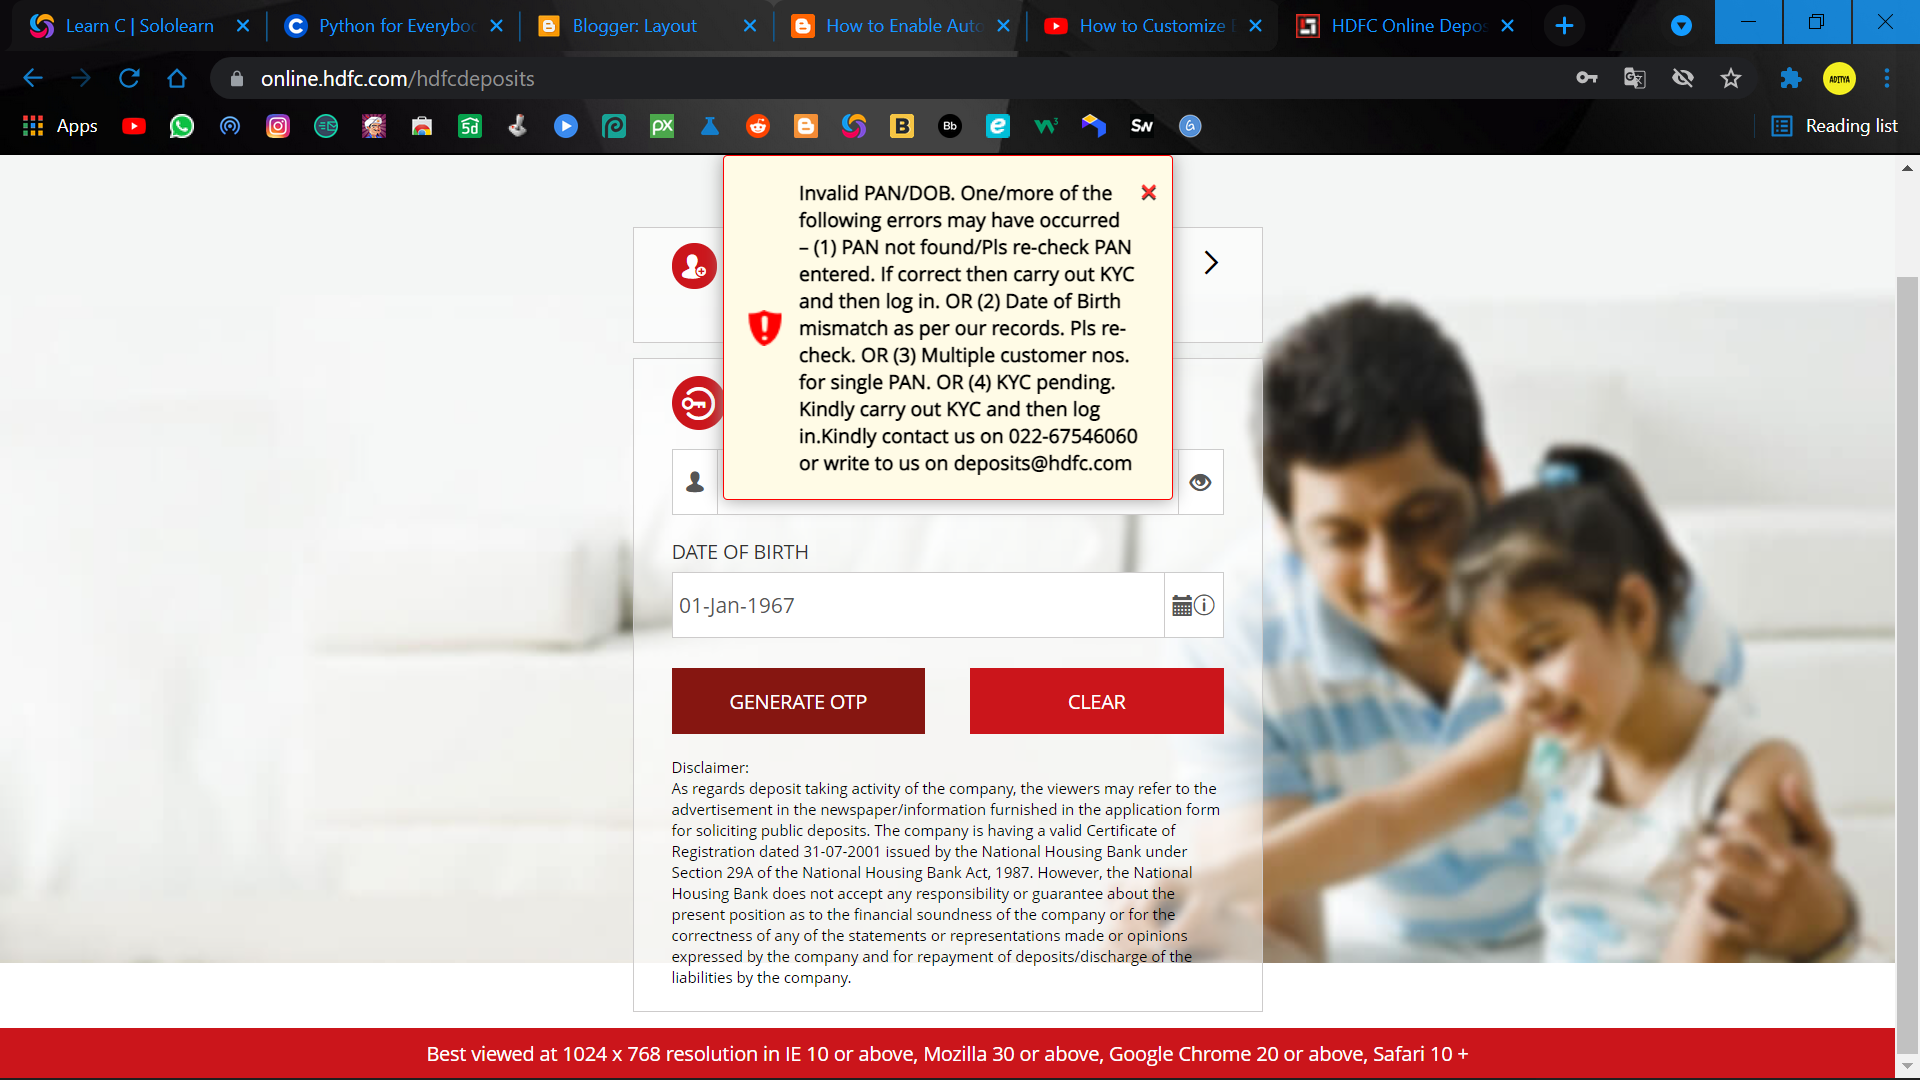 Learn C | Sololearn
Python for Everybo
Blogger: Layout
How to Enable Auto
How to Customize
HDFC Online Depos
online.hdfc.com/hdfcdeposits
ADITYA
Apps
5D
PX
B
Bb
e
W3
SW
G
Reading list
Invalid PAN/DOB. One/more of the
following errors may have occurred
– (1) PAN not found/Pls re-check PAN
entered. If correct then carry out KYC
and then log in. OR (2) Date of Birth
mismatch as per our records. Pls re-
check. OR (3) Multiple customer nos.
for single PAN. OR (4) KYC pending.
Kindly carry out KYC and then log
in.Kindly contact us on 022-67546060
or write to us on deposits@hdfc.com
DATE OF BIRTH
01-Jan-1967
GENERATE OTP
CLEAR
Disclaimer:
As regards deposit taking activity of the company, the viewers may refer to the
advertisement in the newspaper/information furnished in the application form
for soliciting public deposits. The company is having a valid Certificate of
Registration dated 31-07-2001 issued by the National Housing Bank under
Section 29A of the National Housing Bank Act, 1987. However, the National
Housing Bank does not accept any responsibility or guarantee about the
present position as to the financial soundness of the company or for the
correctness of any of the statements or representations made or opinions
expressed by the company and for repayment of deposits/discharge of the
liabilities by the company.
Best viewed at 1024 x 768 resolution in IE 10 or above, Mozilla 30 or above, Google Chrome 20 or above, Safari 10 +